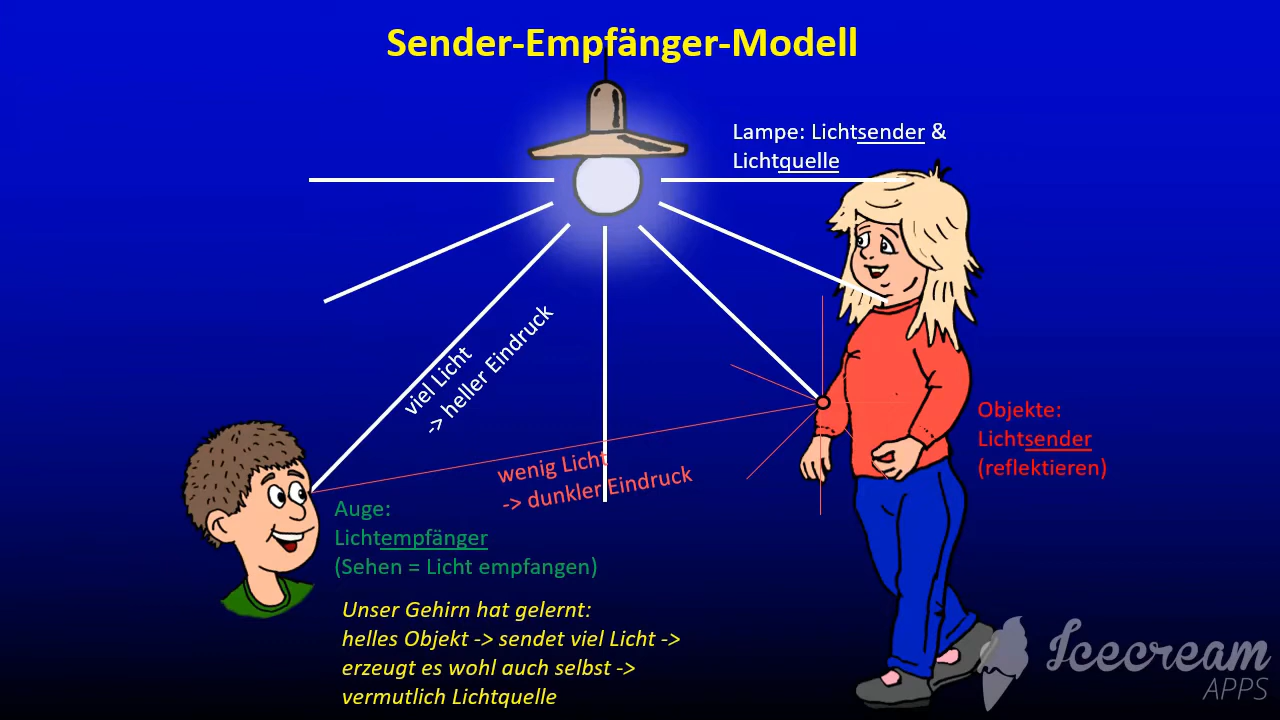 Sender-Empfänger-Modell
Lampe: Lichtsender &
Lichtquelle
viel Licht
-> heller Eindruck
Objekte:
Lichtsender
(reflektieren)
wenig Licht
-> dunkler Eindruck
Auge:
Lichtempfänger
(Sehen = Licht empfangen)
Unser Gehirn hat gelernt:
helles Objekt -> sendet viel Licht ->
erzeugt es wohl auch selbst ->
vermutlich Lichtquelle
Icecream
APPS